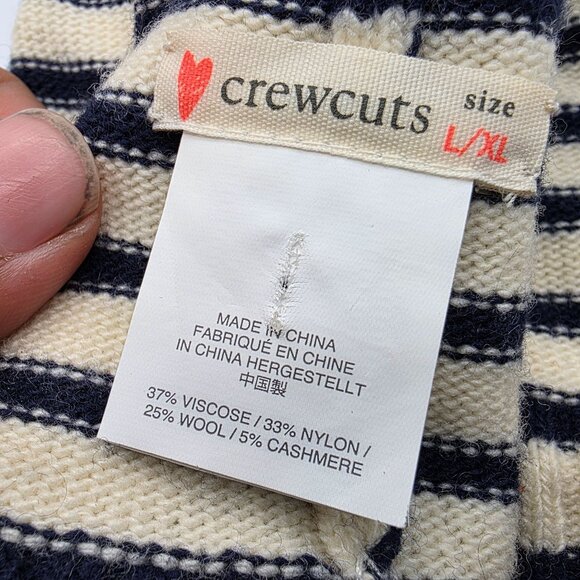 crewcuts
size
L/XL
MADE IN CHINA
FABRIQUÉ EN CHINE
IN CHINA HERGESTELLT
中国製
37% VISCOSE / 33% NYLON /
25% WOOL / 5% CASHMERE